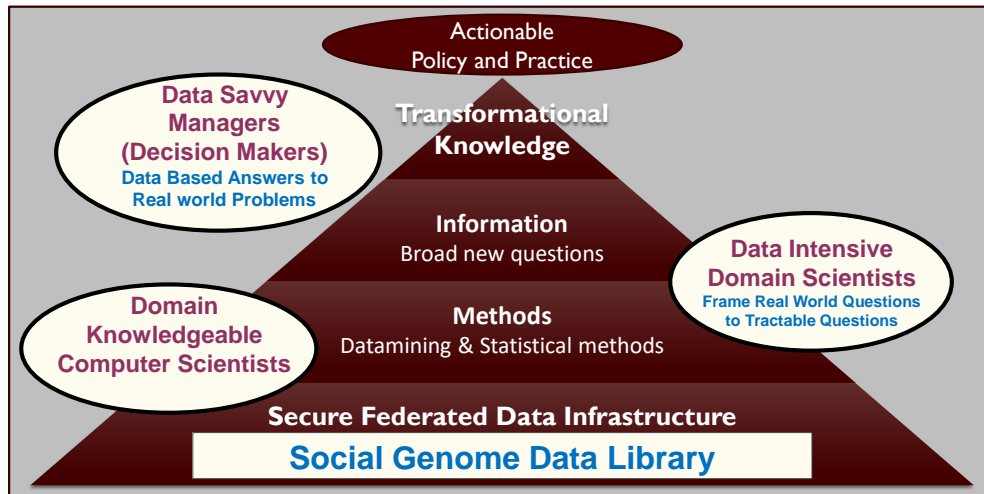 Actionable
Policy and Practice
Data Savvy
Managers
(Decision Makers)
Data Based Answers to
Real world Problems
Transformational
Knowledge
Information
Broad new questions
Data Intensive
Domain Scientists
Frame Real World Questions
to Tractable Questions
Domain
Knowledgeable
Computer Scientists
Methods
Datamining & Statistical methods
Secure Federated Data Infrastructure
Social Genome Data Library